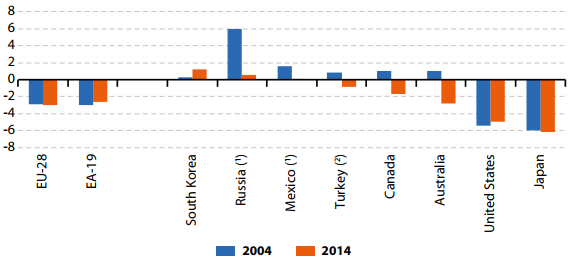 8
6
4
2
0
-2
-4
-6
-8
EU-28
EA-19
South Korea
Russia (¹)
Mexico (¹)
Turkey (²)
Canada
Australia
United States
Japan
2004 2014